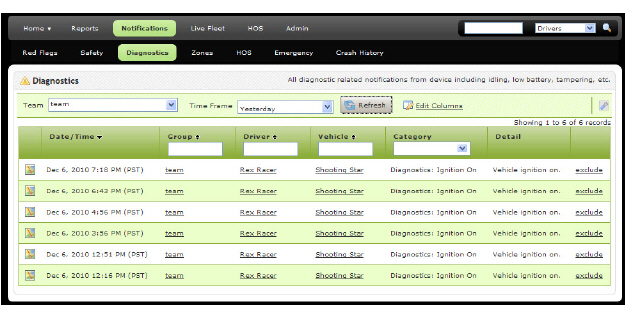 Home Reports Notifications Live Fleet HOS Admin Drivers
Red Flags Safety Diagnostics Zones HOS Emergency Crash History
Diagnostics All diagnostic related notifications from device including idling, low battery, tampering, etc.
Team team Time Frame Yesterday Refresh Edit Columns
Showing 1 to 6 of 6 records
Date/Time Group Driver Vehicle Category Detail
Dec 6, 2010 7:18 PM (PST) team Rex Racer Shooting Star Diagnostics: Ignition On Vehicle ignition on. exclude
Dec 6, 2010 6:43 PM (PST) team Rex Racer Shooting Star Diagnostics: Ignition On Vehicle ignition on. exclude
Dec 6, 2010 4:56 PM (PST) team Rex Racer Shooting Star Diagnostics: Ignition On Vehicle ignition on. exclude
Dec 6, 2010 3:56 PM (PST) team Rex Racer Shooting Star Diagnostics: Ignition On Vehicle ignition on. exclude
Dec 6, 2010 12:51 PM (PST) team Rex Racer Shooting Star Diagnostics: Ignition On Vehicle ignition on. exclude
Dec 6, 2010 12:16 PM (PST) team Rex Racer Shooting Star Diagnostics: Ignition On Vehicle ignition on. exclude